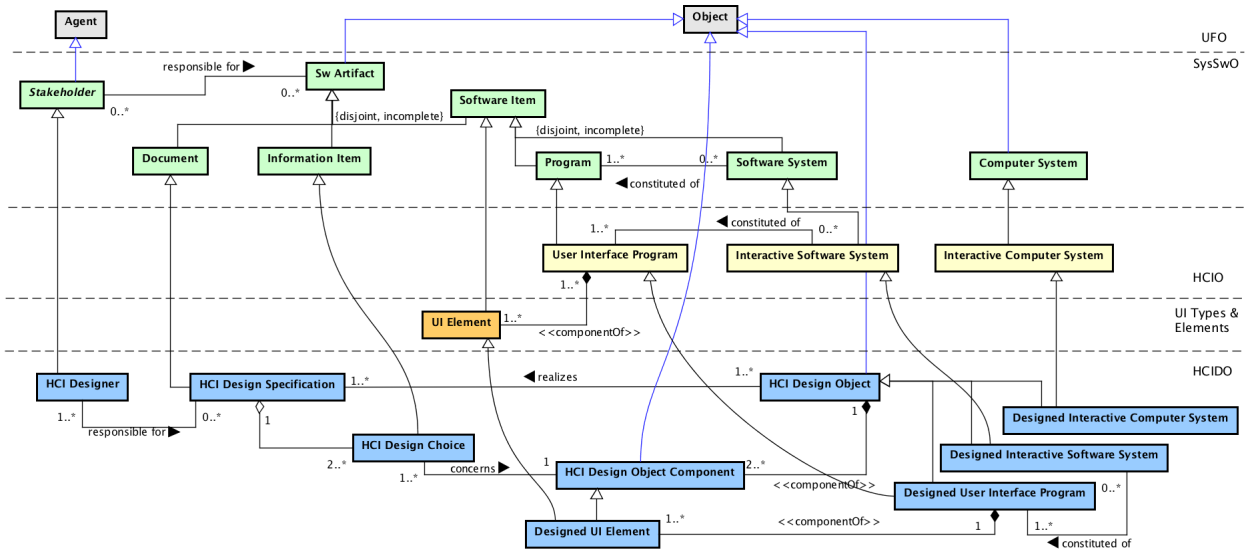 Agent
Object
UFO
SysSwO
responsible for
Sw Artifact
Stakeholder
0..*
0..*
Software Item
{disjoint, incomplete}
{disjoint, incomplete}
Document
Information Item
Program
1..*
0..*
Software System
Computer System
constituted of
constituted of
1..*
0..*
User Interface Program
Interactive Software System
Interactive Computer System
HCIO
1..*
UI Element
1..*
<<componentOf>>
UI Types &
Elements
HCIDO
HCI Designer
HCI Design Specification
1..*
realizes
1..*
HCI Design Object
1..*
0..*
1
1
responsible for
Designed Interactive Computer System
HCI Design Choice
2..*
1..*
concerns
1
HCI Design Object Component
2..*
<<componentOf>>
Designed Interactive Software System
0..*
Designed User Interface Program
Designed UI Element
1..*
<<componentOf>>
1
1..*
constituted of